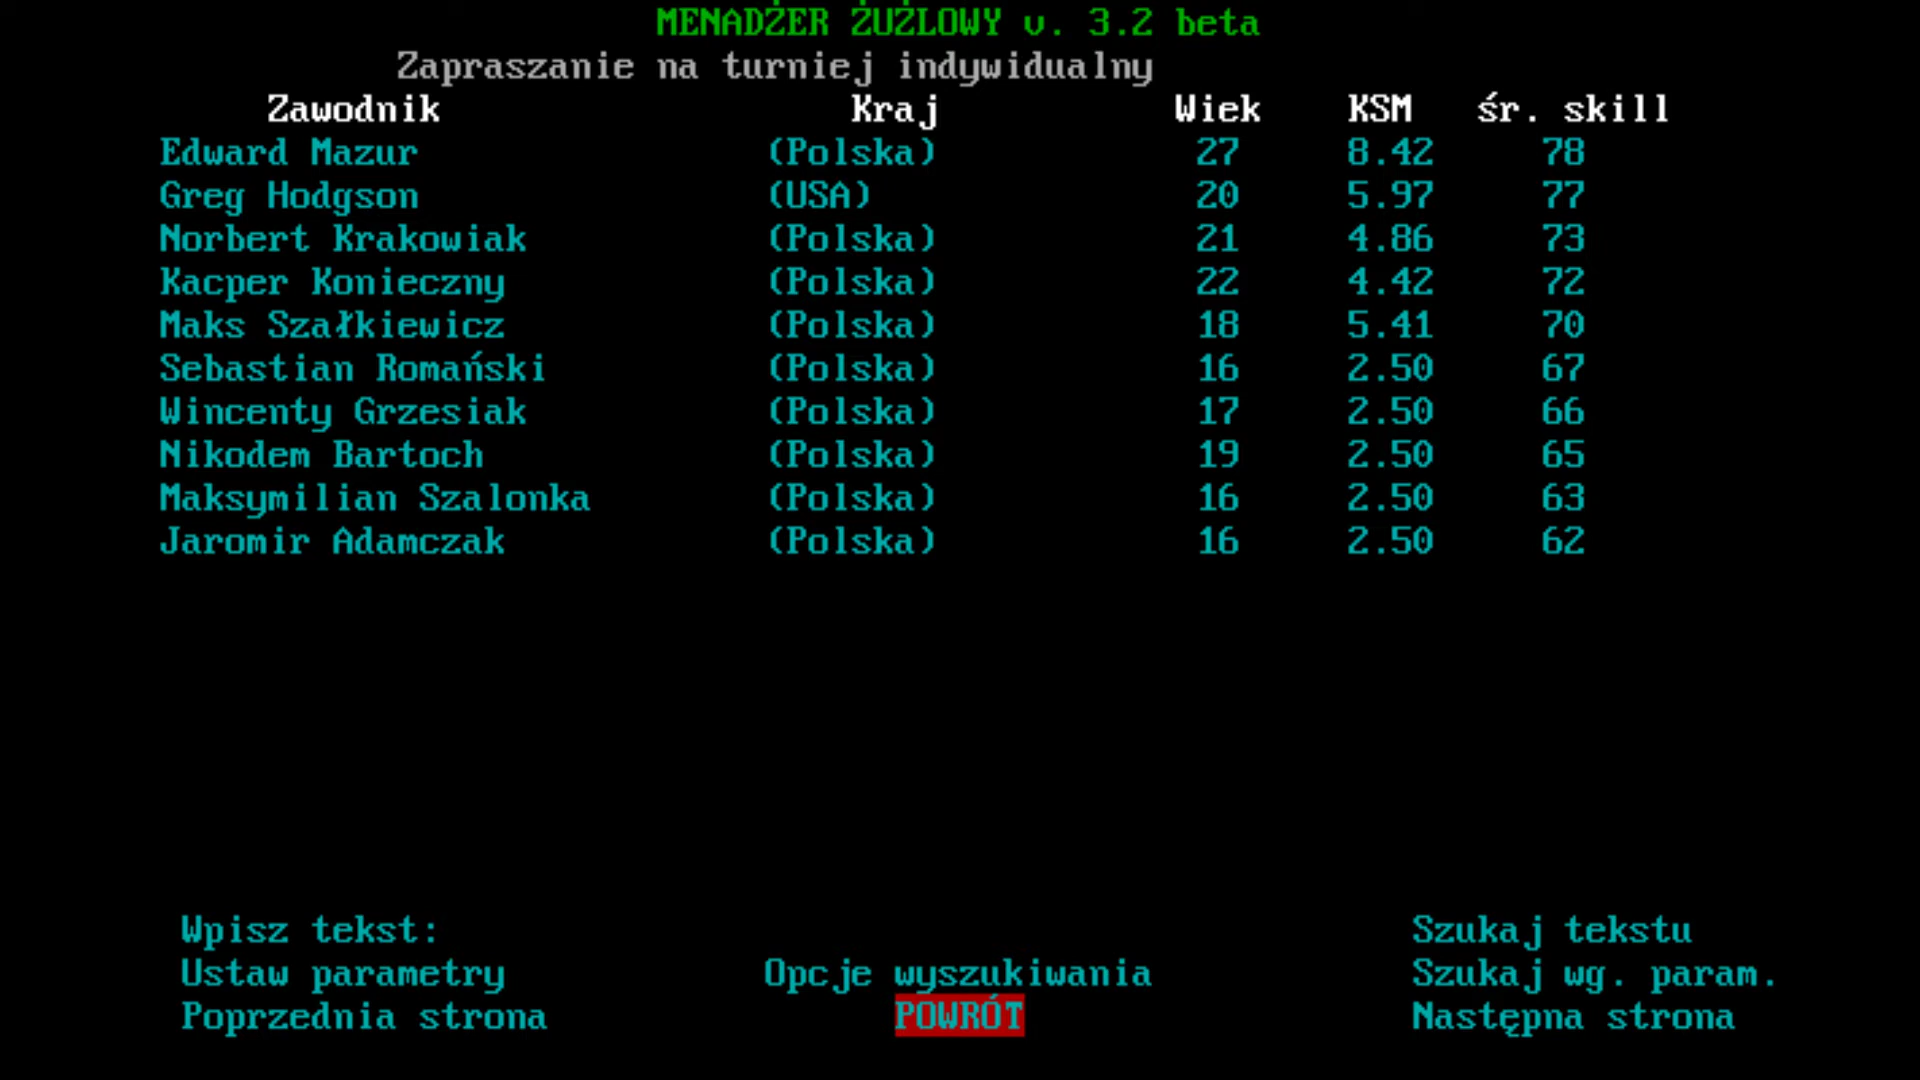 MENADŻER ŻUŻLOWY v. 3.2 beta
Zapraszanie na turniej indywidualny
Zawodnik Kraj Wiek KSM śr. skill
Edward Mazur (Polska) 27 8.42 78
Greg Hodgson (USA) 20 5.97 77
Norbert Krakowiak (Polska) 21 4.86 73
Kacper Konieczny (Polska) 22 4.42 72
Maks Szałkiewicz (Polska) 18 5.41 70
Sebastian Romański (Polska) 16 2.50 67
Wincenty Grzesiak (Polska) 17 2.50 66
Nikodem Bartoch (Polska) 19 2.50 65
Maksymilian Szalonka (Polska) 16 2.50 63
Jaromir Adamczak (Polska) 16 2.50 62
Wpisz tekst: Szukaj tekstu
Ustaw parametry Opcje wyszukiwania Szukaj wg. param.
Poprzednia strona POWRÓT Następna strona